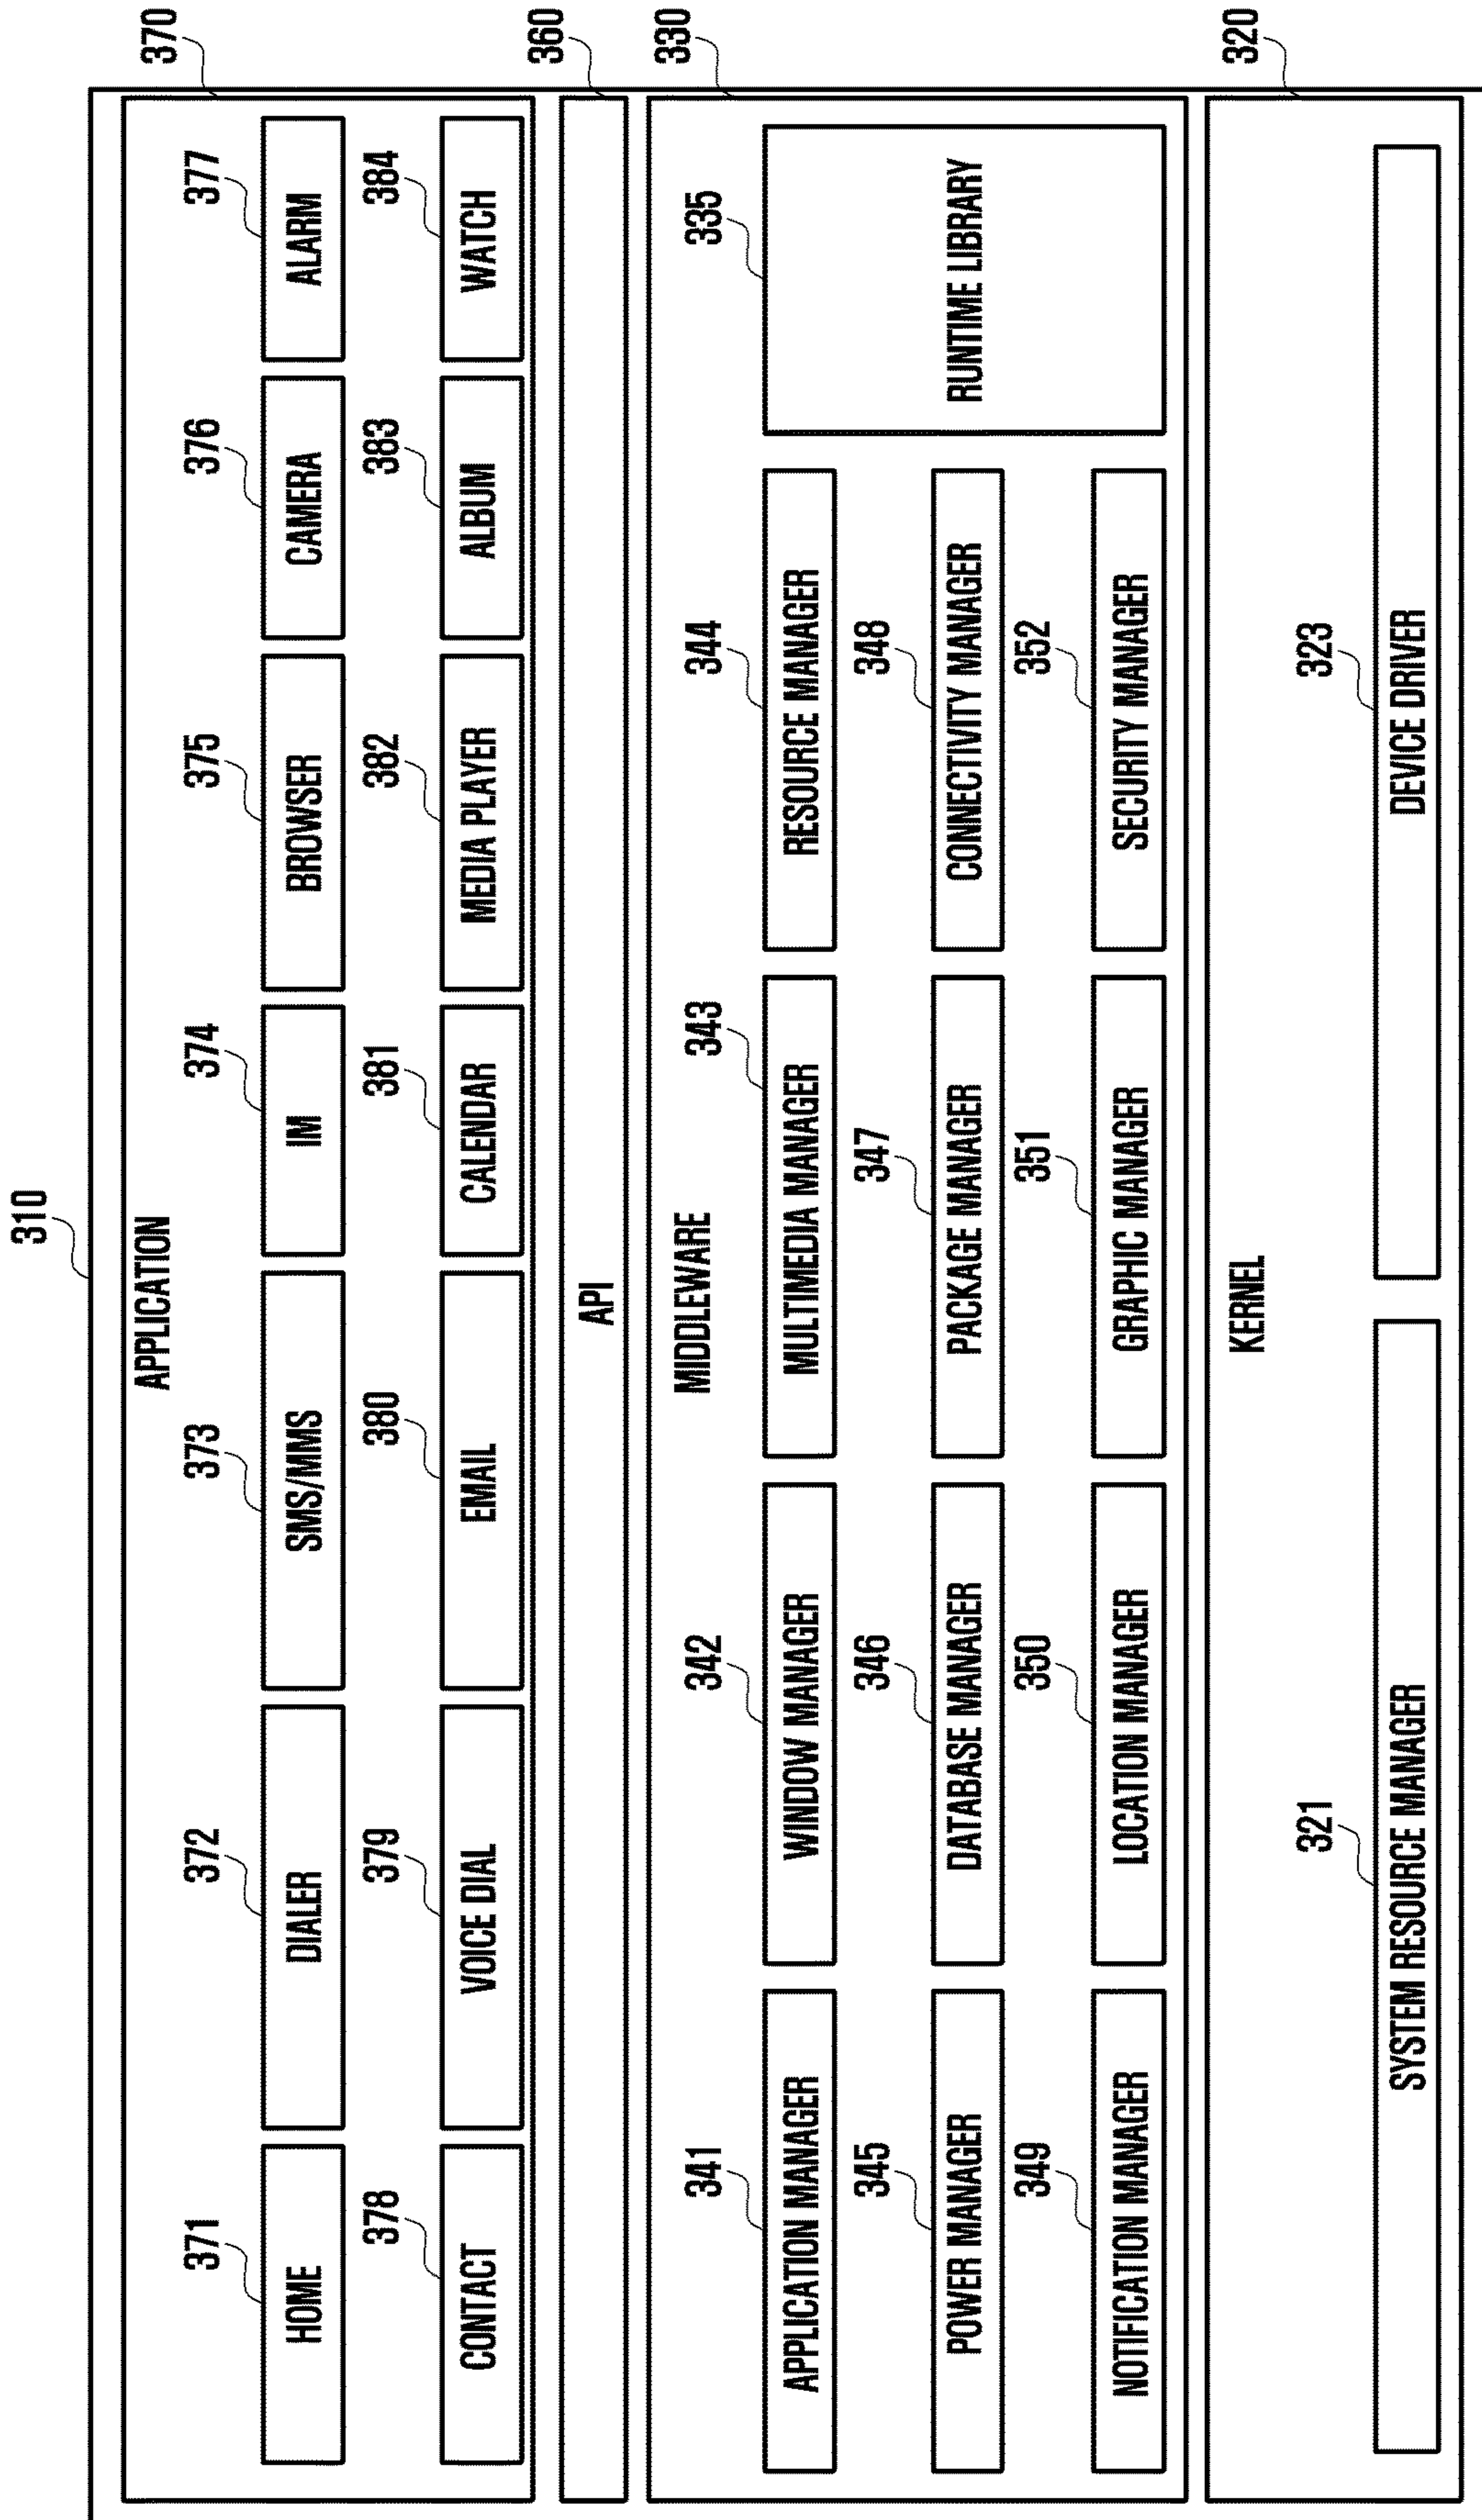 310
APPLICATION
370
371 372 373 374 375 376 377
HOME DIALER SMS/MMS IM BROWSER CAMERA ALARM
378 379 380 381 382 383 384
CONTACT VOICE DIAL EMAIL CALENDAR MEDIA PLAYER ALBUM WATCH
360
API
330
MIDDLEWARE
341 342 343 344 335
APPLICATION MANAGER WINDOW MANAGER MULTIMEDIA MANAGER RESOURCE MANAGER
345 346 347 348
POWER MANAGER DATABASE MANAGER PACKAGE MANAGER CONNECTIVITY MANAGER RUNTIME LIBRARY
349 350 351 352
NOTIFICATION MANAGER LOCATION MANAGER GRAPHIC MANAGER SECURITY MANAGER
320
KERNEL
321 323
SYSTEM RESOURCE MANAGER DEVICE DRIVER